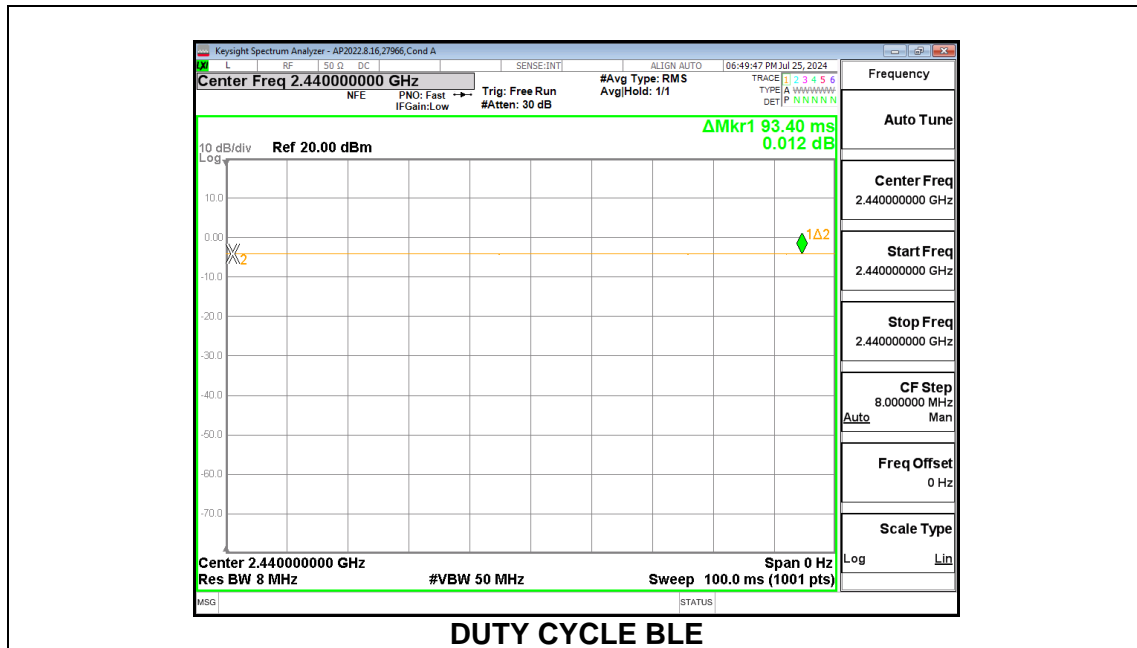 Keysight Spectrum Analyzer - AP2022.8.16,27966,Cond A
LXI L RF 50 Ω DC SENSE:INT ALIGN AUTO 06:49:47 PM Jul 25, 2024
Center Freq 2.440000000 GHz
NFE
PNO: Fast
IFGain:Low
Trig: Free Run
#Atten: 30 dB
#Avg Type: RMS
Avg|Hold: 1/1
TRACE 1 2 3 4 5 6
TYPE A WWWWW
DET P N N N N N
ΔMkr1 93.40 ms
0.012 dB
10 dB/div
Log
Ref 20.00 dBm
10.0
0.00
-10.0
-20.0
-30.0
-40.0
-50.0
-60.0
-70.0
2
1Δ2
Center 2.440000000 GHz
Span 0 Hz
Res BW 8 MHz
#VBW 50 MHz
Sweep 100.0 ms (1001 pts)
MSG
STATUS
Frequency
Auto Tune
Center Freq
2.440000000 GHz
Start Freq
2.440000000 GHz
Stop Freq
2.440000000 GHz
CF Step
8.000000 MHz
Auto Man
Freq Offset
0 Hz
Scale Type
Log Lin
DUTY CYCLE BLE